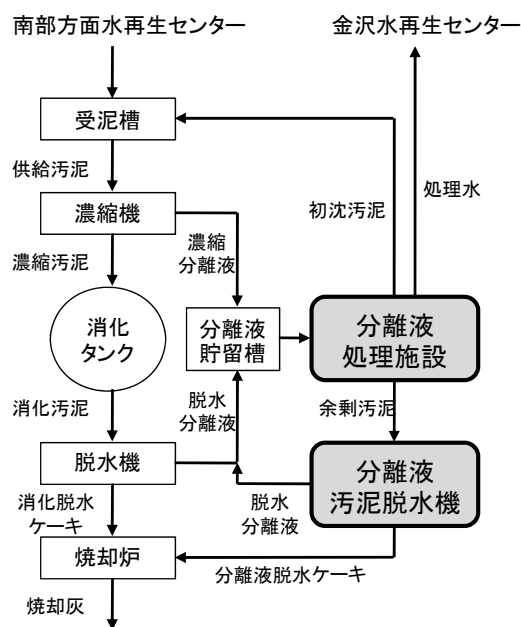 南部方面水再生センター
金沢水再生センター
受泥槽
供給汚泥
初沈汚泥
処理水
濃縮機
濃縮汚泥
濃縮
分離液
消化
タンク
分離液
貯留槽
分離液
処理施設
消化汚泥
脱水
分離液
余剰汚泥
脱水機
分離液
汚泥脱水機
消化脱水
ケーキ
脱水
分離液
焼却炉
分離液脱水ケーキ
焼却灰